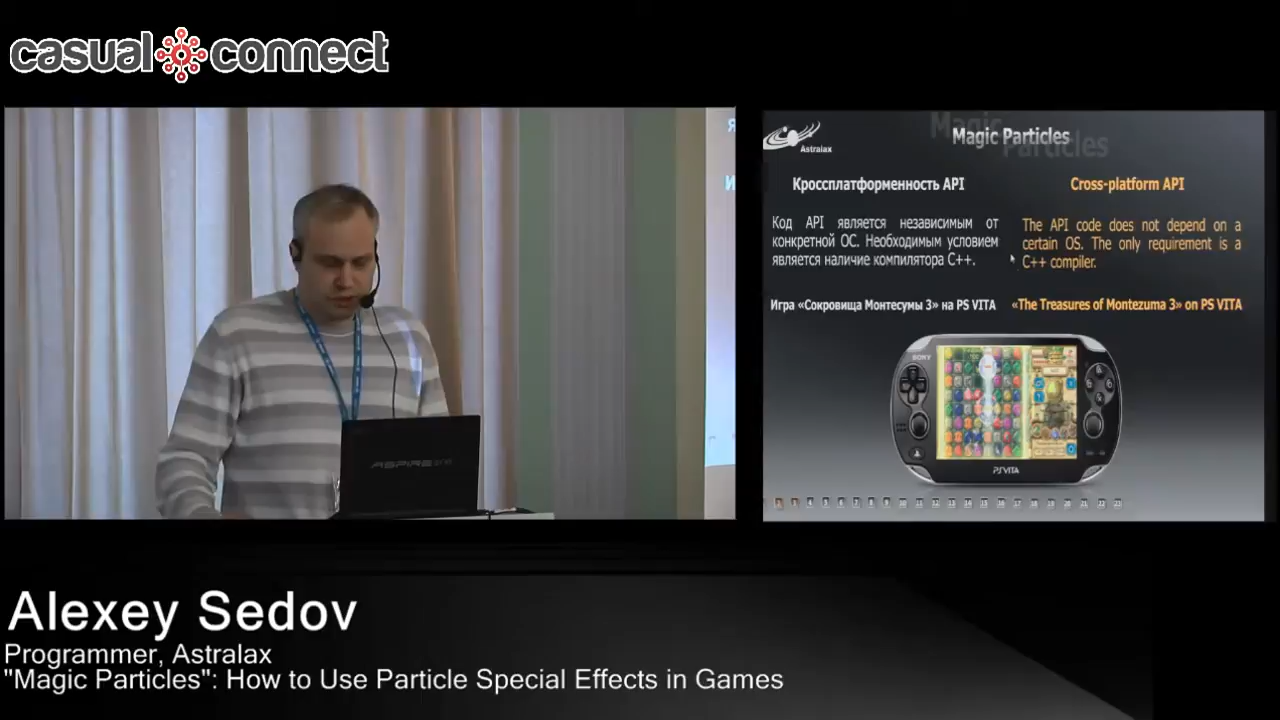 casual connect
Astralax
Magic Particles
Кроссплатформенность API
Cross-platform API
Код API является независимым от
конкретной ОС. Необходимым условием
является наличие компилятора C++.
The API code does not depend on a
certain OS. The only requirement is a
C++ compiler.
Игра «Сокровища Монтесумы 3» на PS VITA
«The Treasures of Montezuma 3» on PS VITA
SONY
PSVITA
ASPIRE
Alexey Sedov
Programmer, Astralax
"Magic Particles": How to Use Particle Special Effects in Games